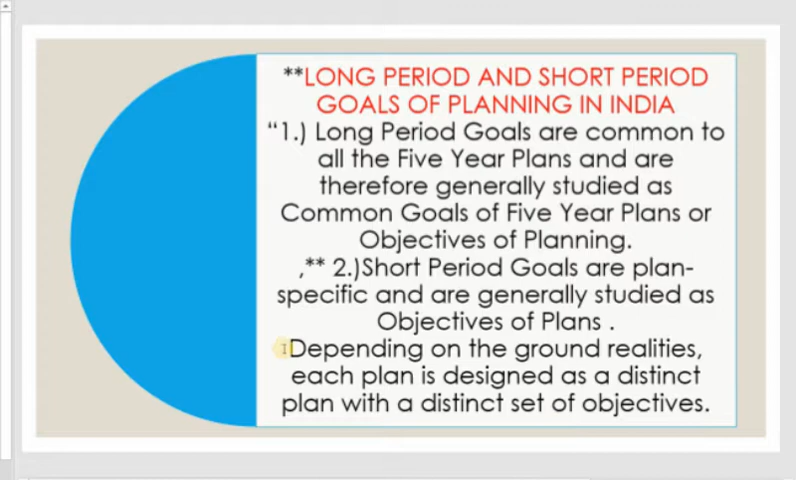 **LONG PERIOD AND SHORT PERIOD
GOALS OF PLANNING IN INDIA
“1.) Long Period Goals are common to
all the Five Year Plans and are
therefore generally studied as
Common Goals of Five Year Plans or
Objectives of Planning.
,** 2.)Short Period Goals are plan-
specific and are generally studied as
Objectives of Plans .
Depending on the ground realities,
each plan is designed as a distinct
plan with a distinct set of objectives.